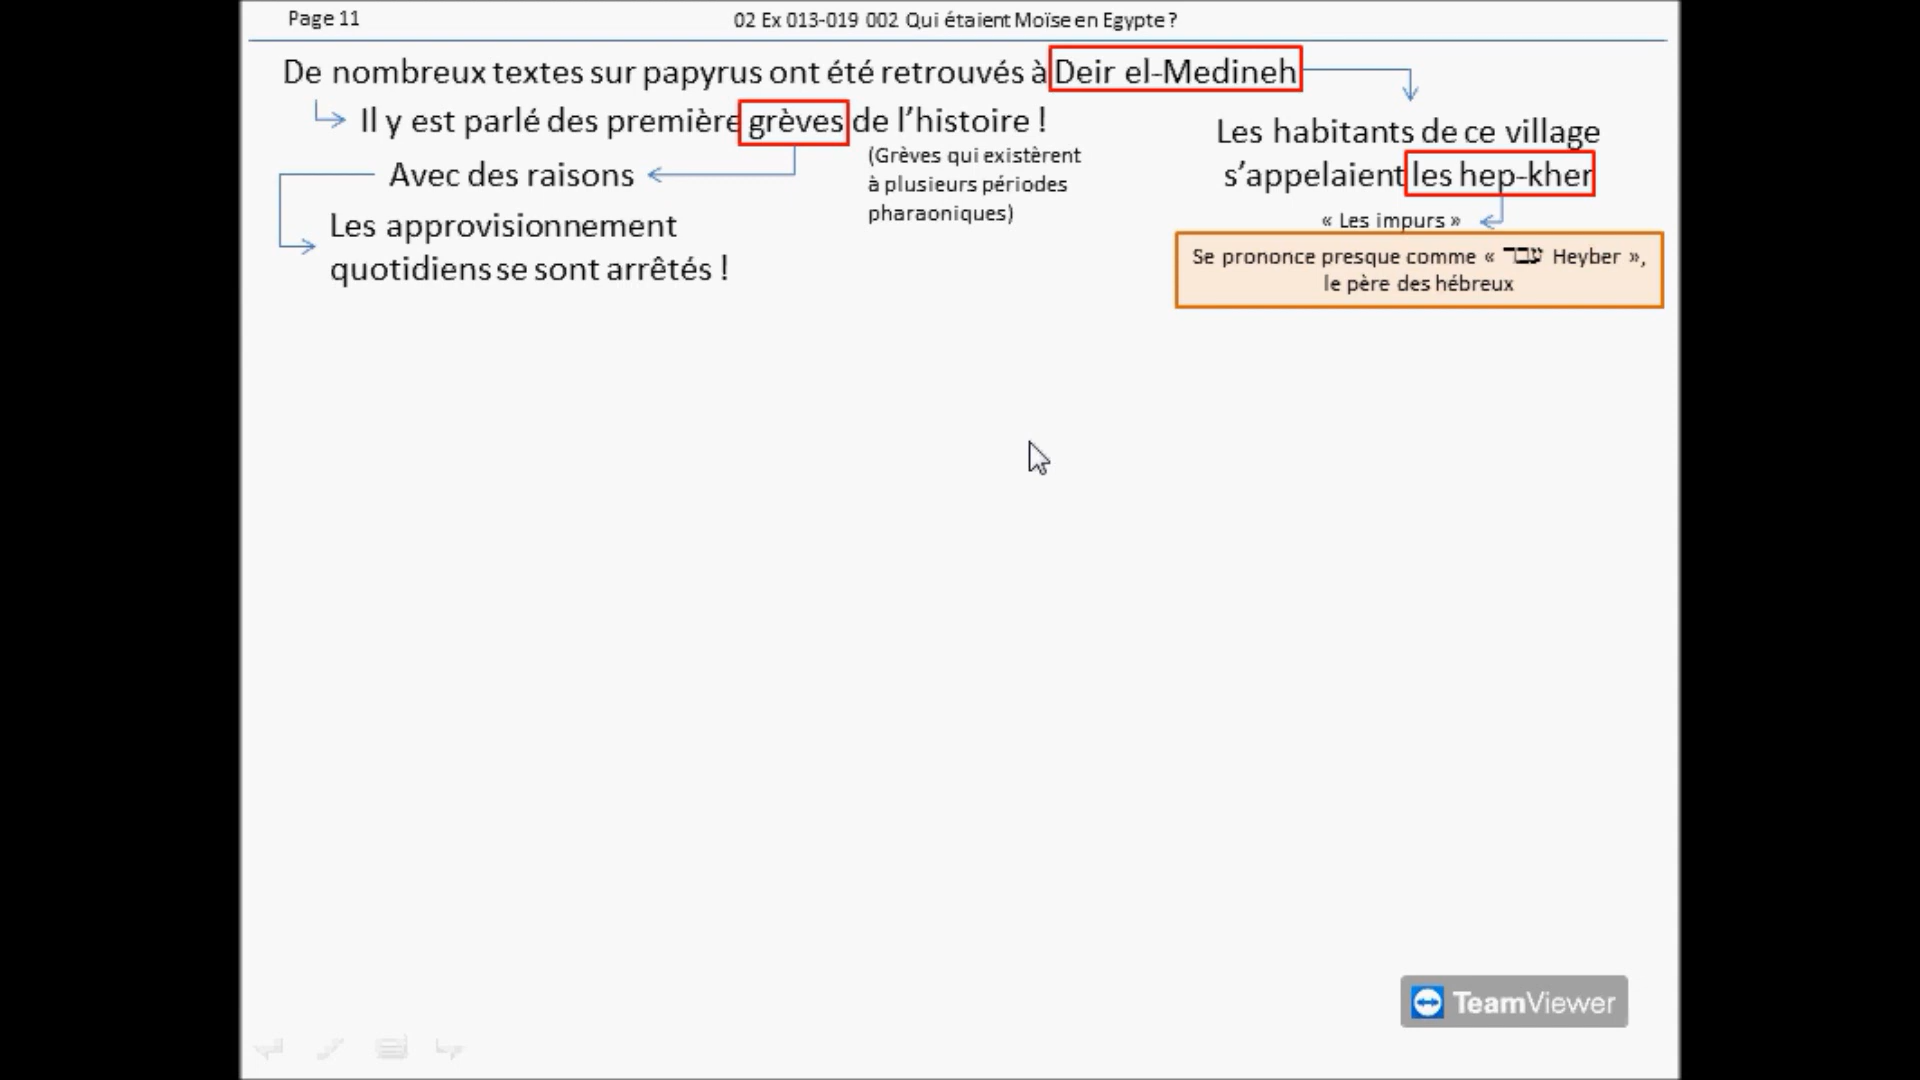 Page 11
02 Ex 013-019 002 Qui étaient Moïse en Egypte ?
De nombreux textes sur papyrus ont été retrouvés à Deir el-Medineh
Il y est parlé des première grèves de l’histoire !
(Grèves qui existèrent
à plusieurs périodes
pharaoniques)
Avec des raisons
Les approvisionnement
quotidiens se sont arrêtés !
Les habitants de ce village
s’appelaient les hep-kher
« Les impurs »
Se prononce presque comme « עבר Heyber »,
le père des hébreux
TeamViewer